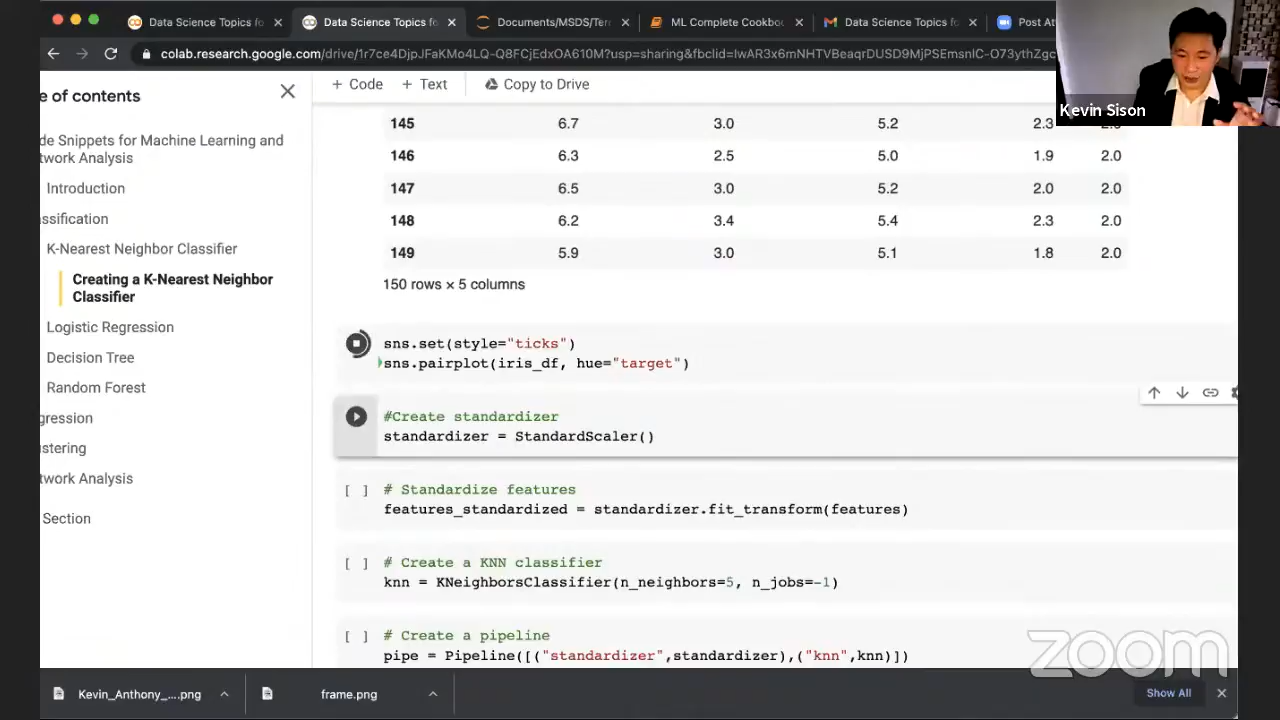 Data Science Topics fo
Data Science Topics fo
Documents/MSDS/Ter
ML Complete Cookbou
Data Science Topics fo
Post At
colab.research.google.com/drive/1r7ce4DjpJFaKMo4LQ-Q8FCjEdxOA610M?usp=sharing&fbclid=IwAR3x6mNHTVBeaqrDUSD9MjPSEmsnlC-O73ythZgc
Kevin Sison
e of contents
+ Code + Text Copy to Drive
de Snippets for Machine Learning and
twork Analysis
Introduction
assification
K-Nearest Neighbor Classifier
Creating a K-Nearest Neighbor
Classifier
Logistic Regression
Decision Tree
Random Forest
gression
stering
twork Analysis
Section
145 6.7 3.0 5.2 2.3 2.0
146 6.3 2.5 5.0 1.9 2.0
147 6.5 3.0 5.2 2.0 2.0
148 6.2 3.4 5.4 2.3 2.0
149 5.9 3.0 5.1 1.8 2.0
150 rows × 5 columns
sns.set(style="ticks")
sns.pairplot(iris_df, hue="target")
#Create standardizer
standardizer = StandardScaler()
[ ] # Standardize features
features_standardized = standardizer.fit_transform(features)
[ ] # Create a KNN classifier
knn = KNeighborsClassifier(n_neighbors=5, n_jobs=-1)
[ ] # Create a pipeline
pipe = Pipeline([("standardizer",standardizer),("knn",knn)])
zoom
Kevin_Anthony_....png
frame.png
Show All